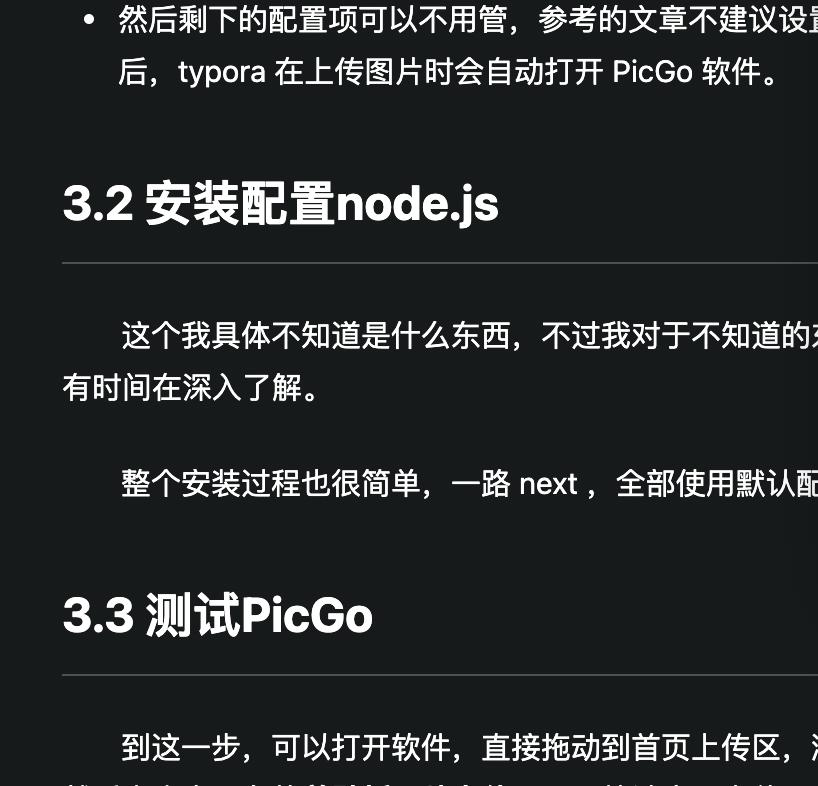 • 然后剩下的配置项可以不用管，参考的文章不建议设
后，typora 在上传图片时会自动打开 PicGo 软件。
3.2 安装配置node.js
这个我具体不知道是什么东西，不过我对于不知道的
有时间在深入了解。
整个安装过程也很简单，一路 next ，全部使用默认配
3.3 测试PicGo
到这一步，可以打开软件，直接拖动到首页上传区，